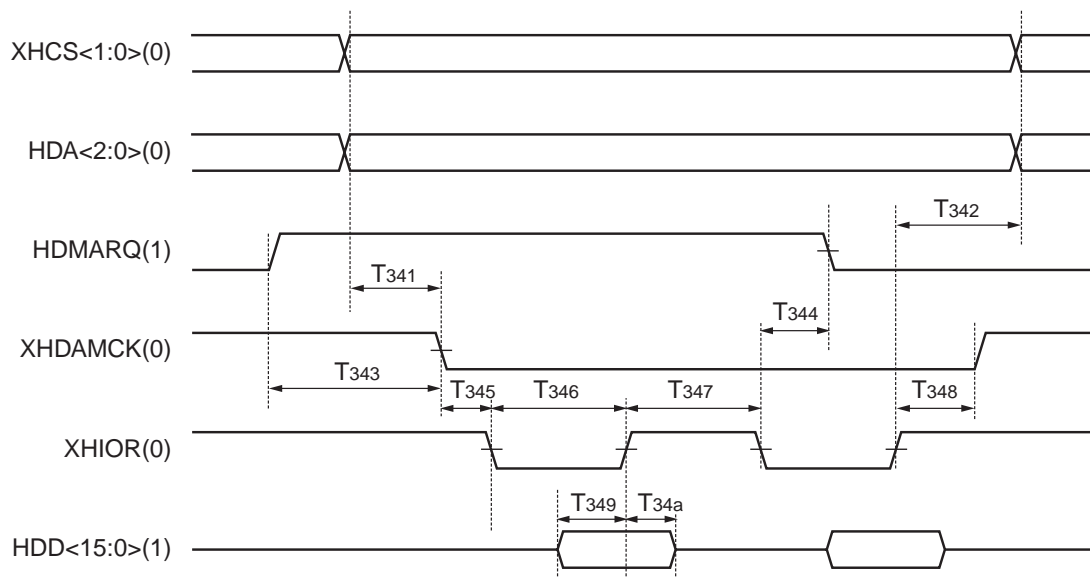 XHCS<1:0>(0)
HDA<2:0>(0)
T342
HDMARQ(1)
T341
T344
XHDAMCK(0)
T343
T345
T346
T347
T348
XHIOR(0)
T349
T34a
HDD<15:0>(1)